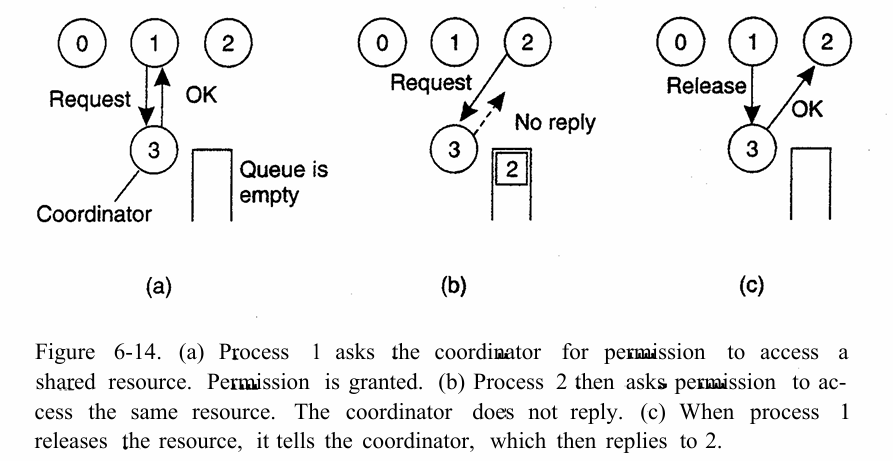 0 1 2
Request OK
3
Queue is
empty
Coordinator
(a)
0 1 2
Request
No reply
3
2
(b)
0 1 2
Release
OK
3
(c)
Figure 6-14. (a) Process 1 asks the coordinator for permission to access a
shared resource. Permission is granted. (b) Process 2 then asks permission to ac-
cess the same resource. The coordinator does not reply. (c) When process 1
releases the resource, it tells the coordinator, which then replies to 2.